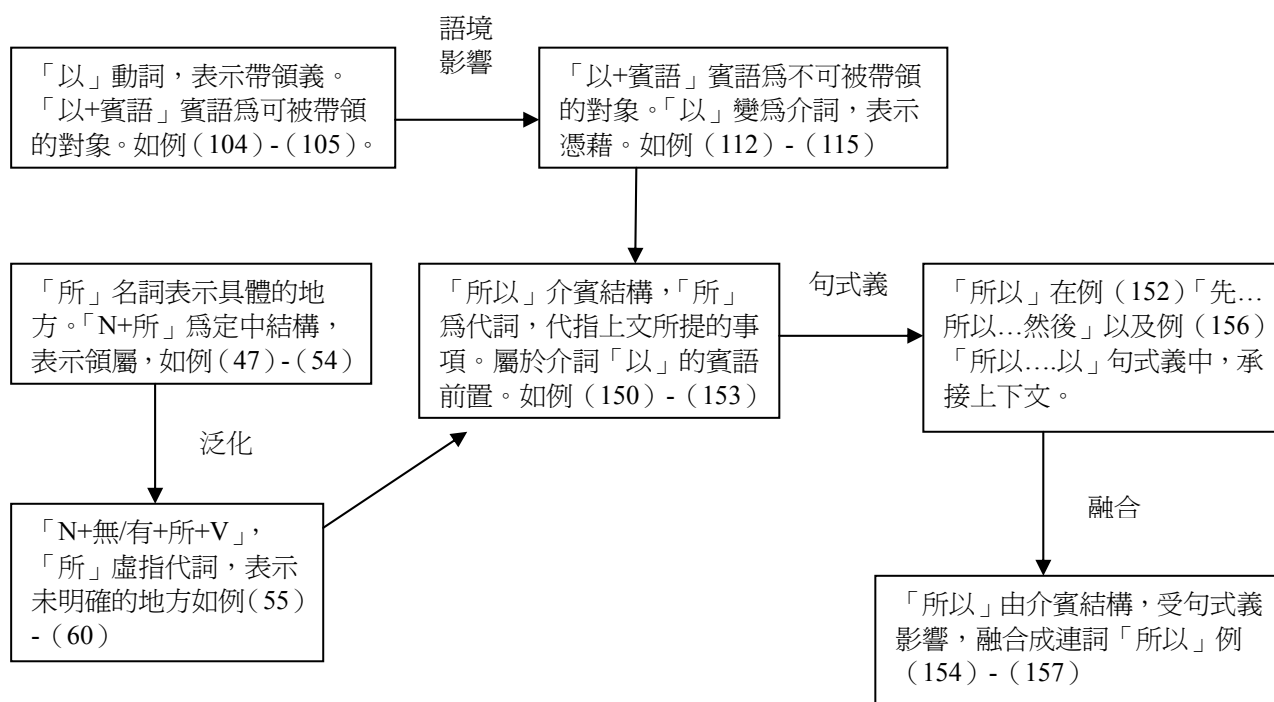 語境
影響
「以」動詞，表示帶領義。
「以+賓語」賓語爲可被帶領
的對象。如例（104）-（105）。
「以+賓語」賓語爲不可被帶領
的對象。「以」變爲介詞，表示
憑藉。如例（112）-（115）
「所」名詞表示具體的地
方。「N+所」爲定中結構，
表示領屬，如例（47）-（54）
「所以」介賓結構，「所」
爲代詞，代指上文所提的事
項。屬於介詞「以」的賓語
前置。如例（150）-（153）
句式義
「所以」在例（152）「先…
所以…然後」以及例（156）
「所以….以」句式義中，承
接上下文。
泛化
「N+無/有+所+V」，
「所」虛指代詞，表示
未明確的地方如例（55）
-（60）
融合
「所以」由介賓結構，受句式義
影響，融合成連詞「所以」例
（154）-（157）